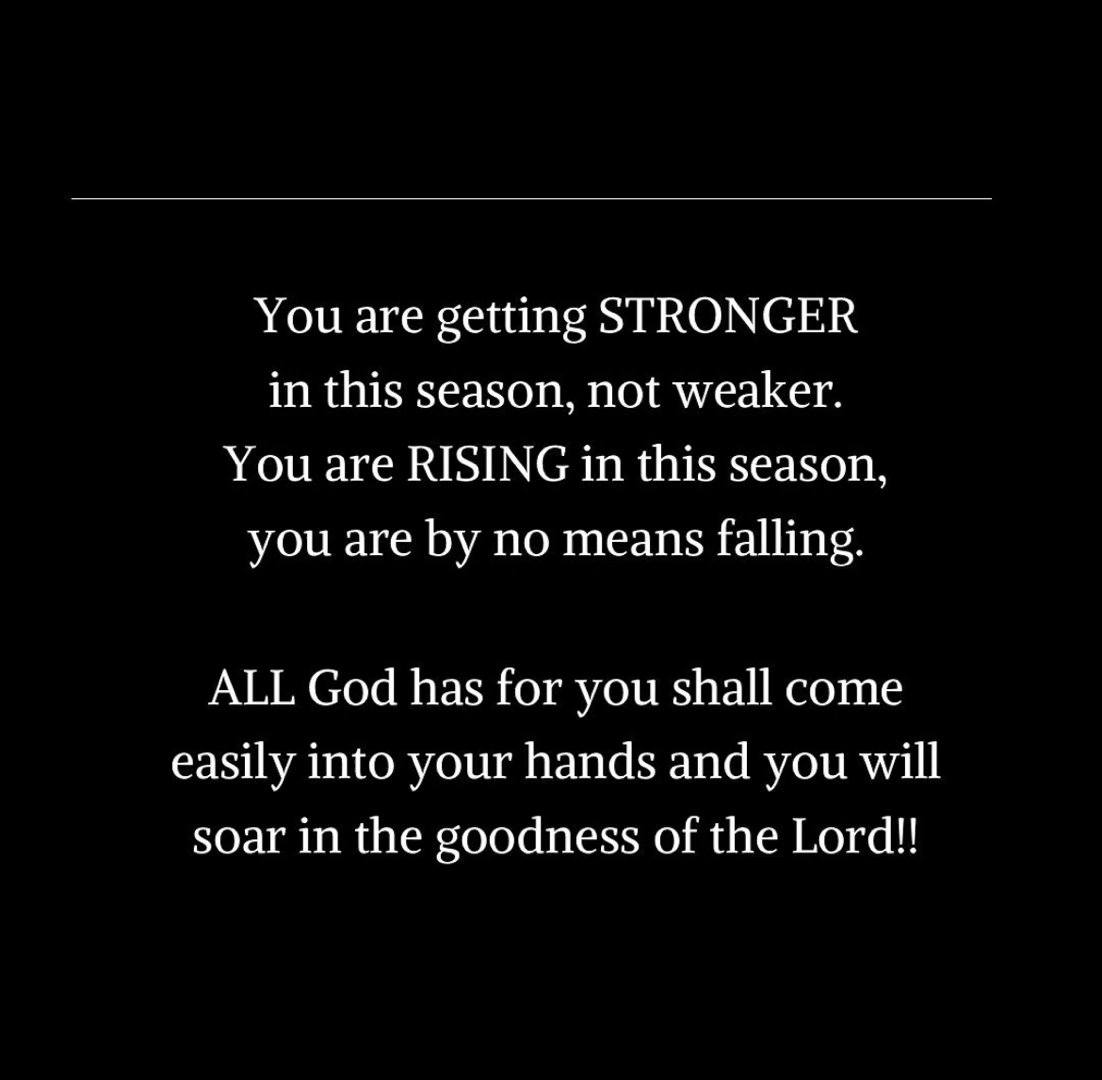 You are getting STRONGER
in this season, not weaker.
You are RISING in this season,
you are by no means falling.
ALL God has for you shall come
easily into your hands and you will
soar in the goodness of the Lord!!